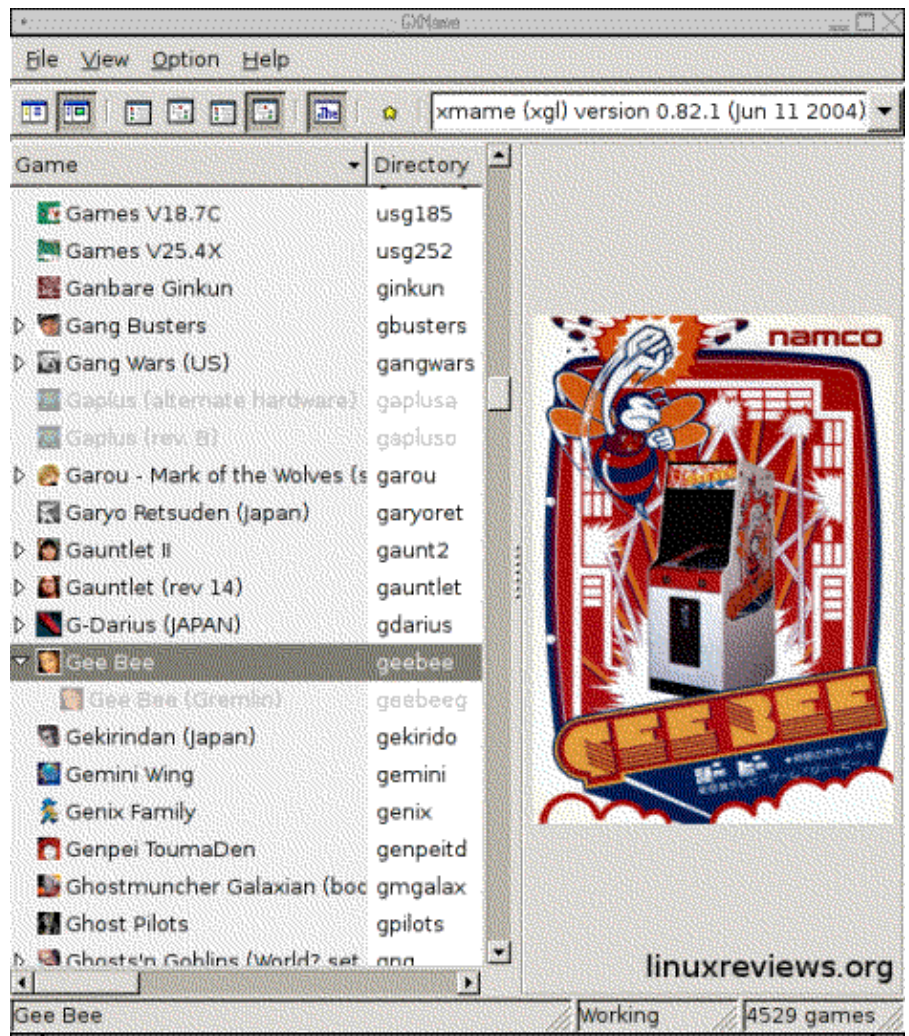 GXMame
File View Option Help
xmame (xgl) version 0.82.1 (Jun 11 2004)
Game Directory
Games V18.7C usg185
Games V25.4X usg252
Ganbare Ginkun ginkun
Gang Busters gbusters
Gang Wars (US) gangwars
Gaplus (alternate hardware) gaplusa
Gaplus (rev. B) gapluso
Garou - Mark of the Wolves (s garou
Garyo Retsuden (Japan) garyoret
Gauntlet II gaunt2
Gauntlet (rev 14) gauntlet
G-Darius (JAPAN) gdarius
Gee Bee geebee
Gee Bee (Gremlin) geebeeg
Gekirindan (Japan) gekirido
Gemini Wing gemini
Genix Family genix
Genpei ToumaDen genpeitd
Ghostmuncher Galaxian (boo gmgalax
Ghost Pilots gpilots
Ghosts'n Goblins (World? set gng
namco
GEE BEE
linuxreviews.org
Gee Bee Working 4529 games